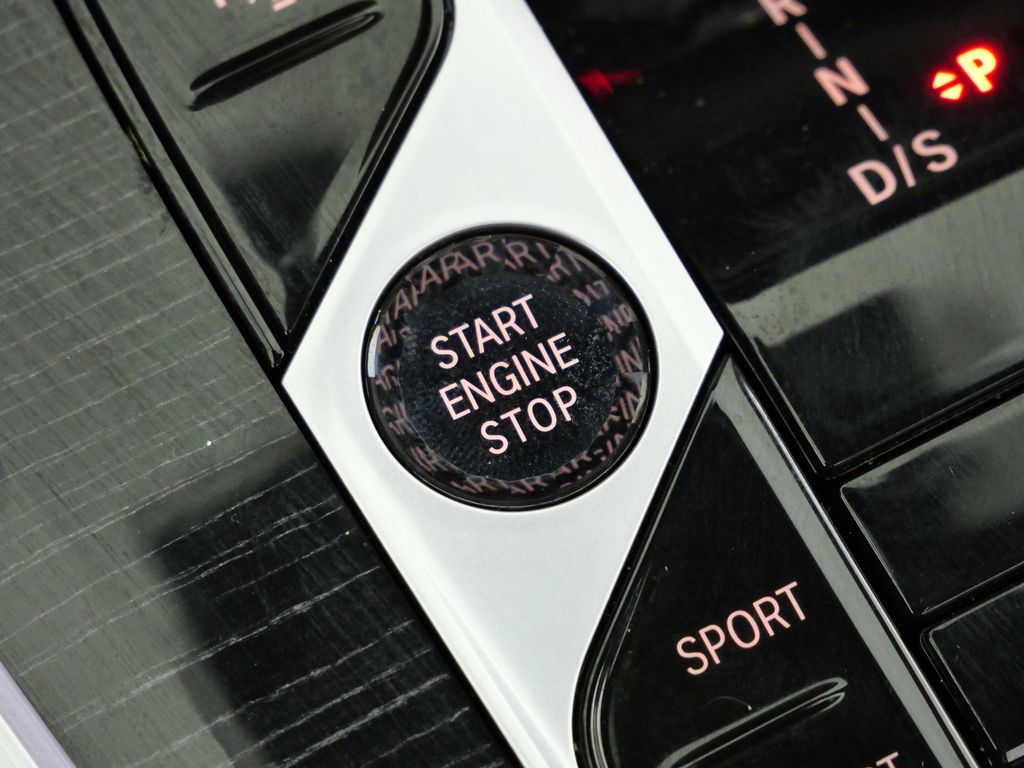 R
N
D/S
P
START
ENGINE
STOP
SPORT